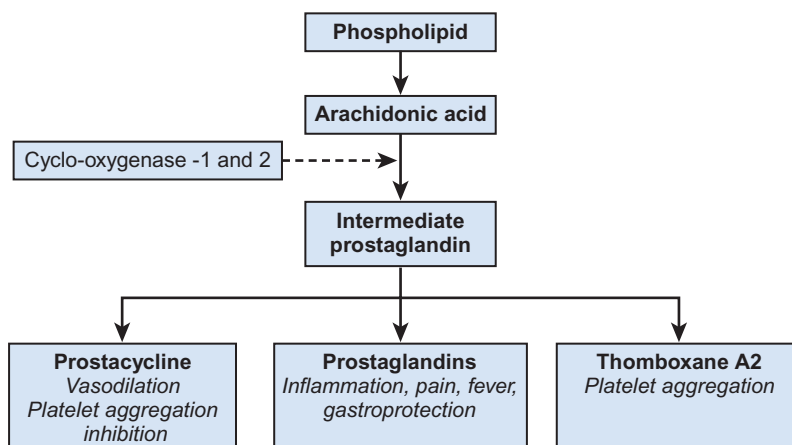 Phospholipid
Arachidonic acid
Cyclo-oxygenase -1 and 2
Intermediate
prostaglandin
Prostacycline
Vasodilation
Platelet aggregation
inhibition
Prostaglandins
Inflammation, pain, fever,
gastroprotection
Thomboxane A2
Platelet aggregation